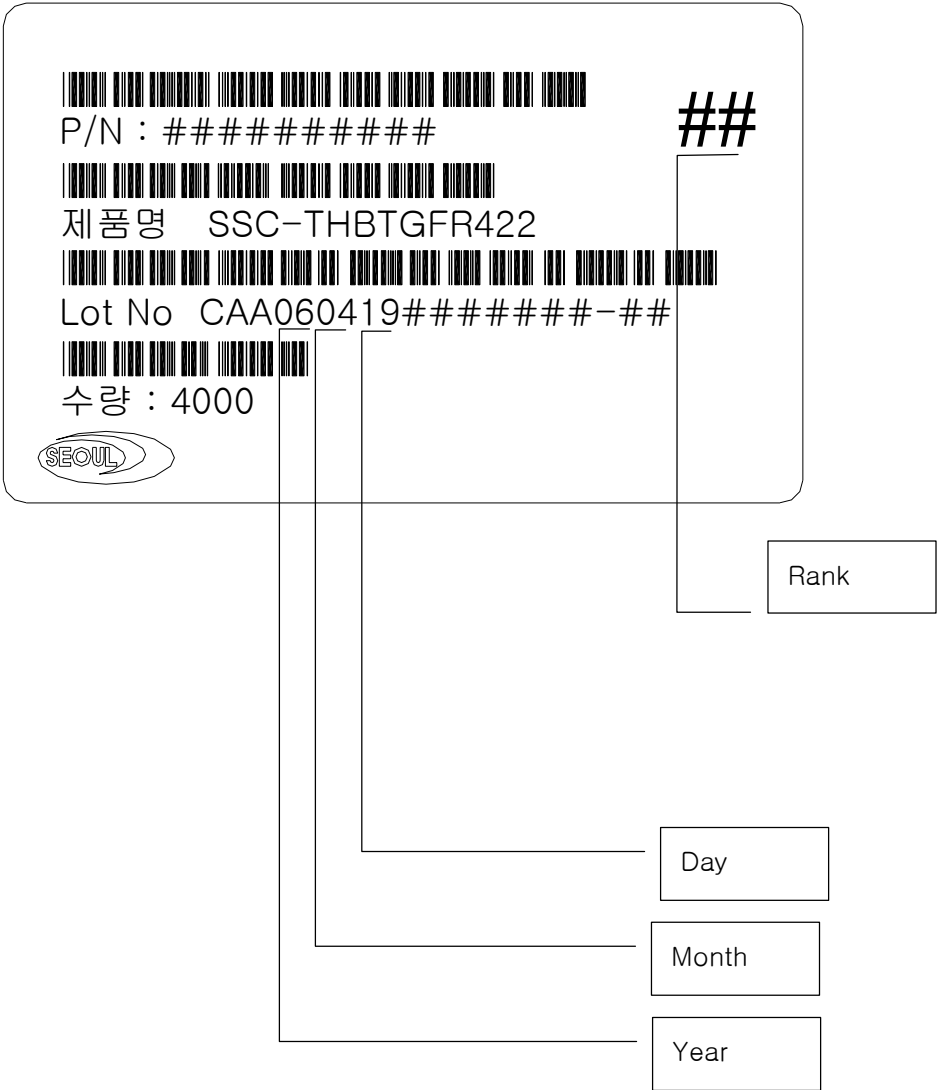 ##
P/N : ##########
제품명 SSC-THBTGFR422
Lot No CAA060419#######-##
수량 : 4000
SEOUL
Rank
Day
Month
Year